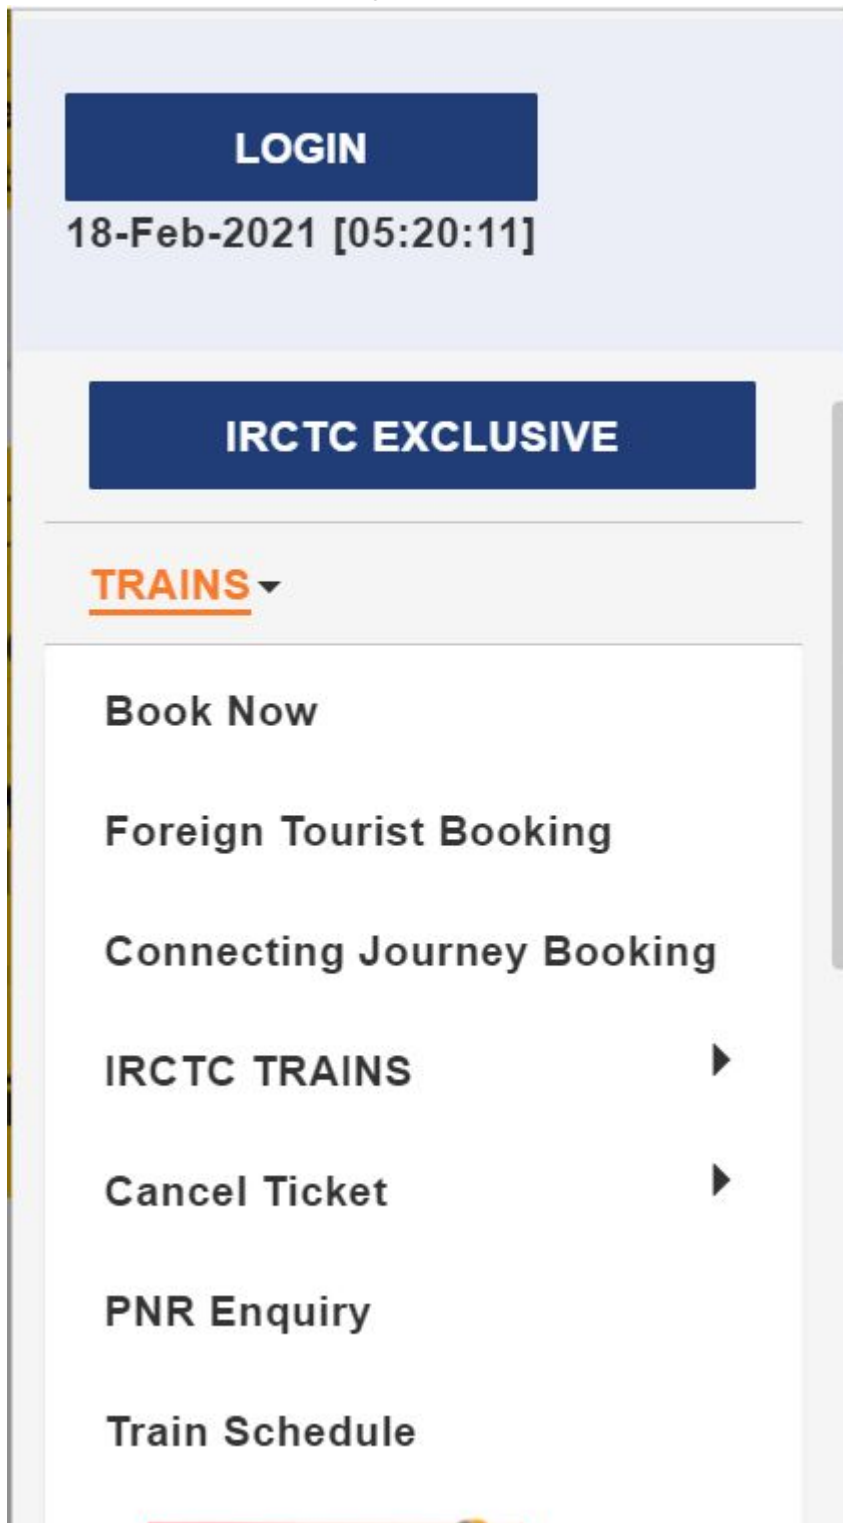 LOGIN
18-Feb-2021 [05:20:11]
IRCTC EXCLUSIVE
TRAINS
Book Now
Foreign Tourist Booking
Connecting Journey Booking
IRCTC TRAINS
Cancel Ticket
PNR Enquiry
Train Schedule